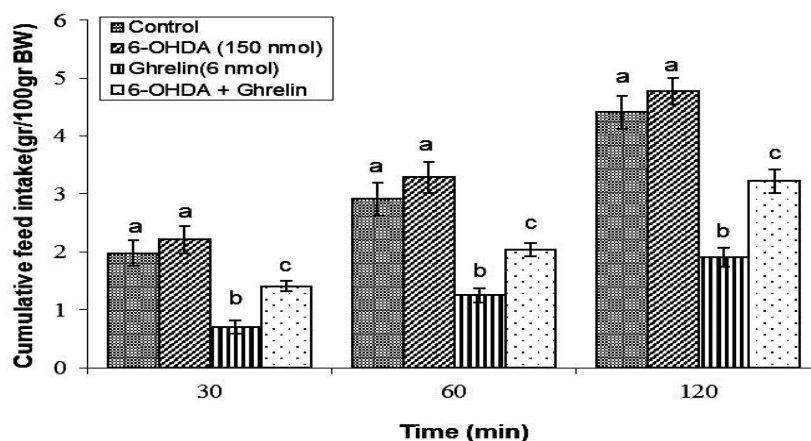 Cumulative feed intake(gr/100gr BW)
6
5
4
3
2
1
0
Control
6-OHDA (150 nmol)
Ghrelin(6 nmol)
6-OHDA + Ghrelin
a
a
b
c
a
a
b
c
a
a
b
c
30
60
120
Time (min)